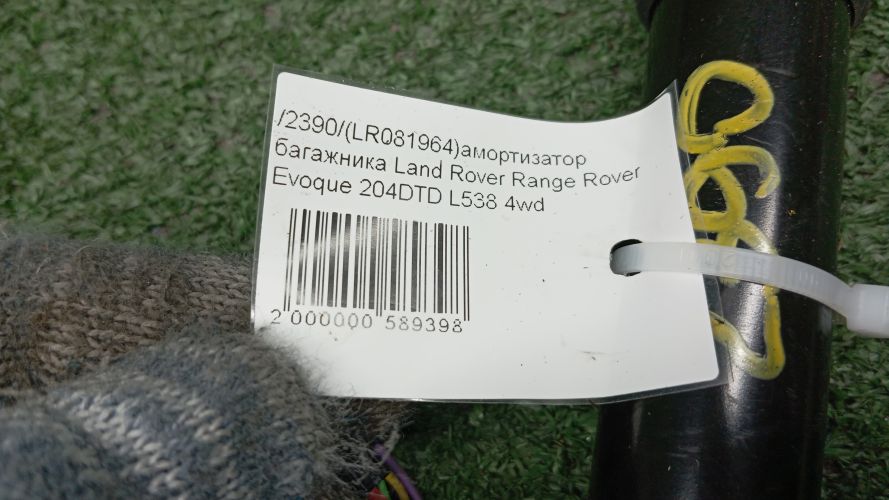 /2390/(LR081964)амортизатор
багажника Land Rover Range Rover
Evoque 204DTD L538 4wd
2 000000 589398